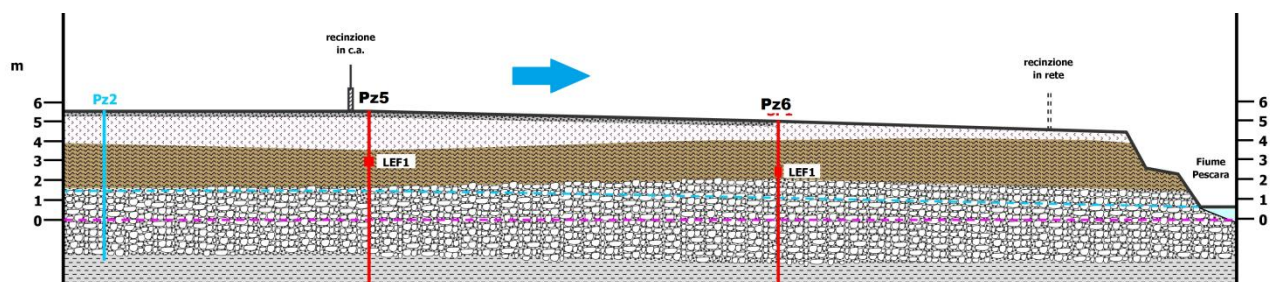 recinzione
in c.a.
recinzione
in rete
m
Pz2
Pz5
Pz6
6
5
4
3
2
1
0
LEF1
LEF1
Fiume
Pescara
6
5
4
3
2
1
0